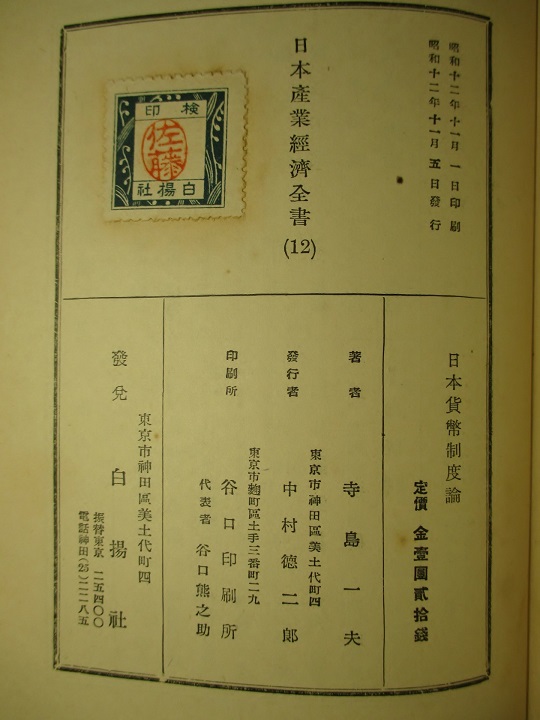 昭和十二年十一月一日印刷
昭和十二年十一月五日發行
日本產業經濟全書(12)
檢印
佐藤
白楊社
日本貨幣制度論
定價 金壹圓貳拾錢
著者 寺島一夫
東京市神田區美土代町四
發行者 中村德二郎
東京市麴町區土手三番町二九
印刷所 谷口印刷所
代表者 谷口熊之助
東京市神田區美土代町四
發兌 白揚社
振替東京二五四〇〇
電話神田(25)二二八五